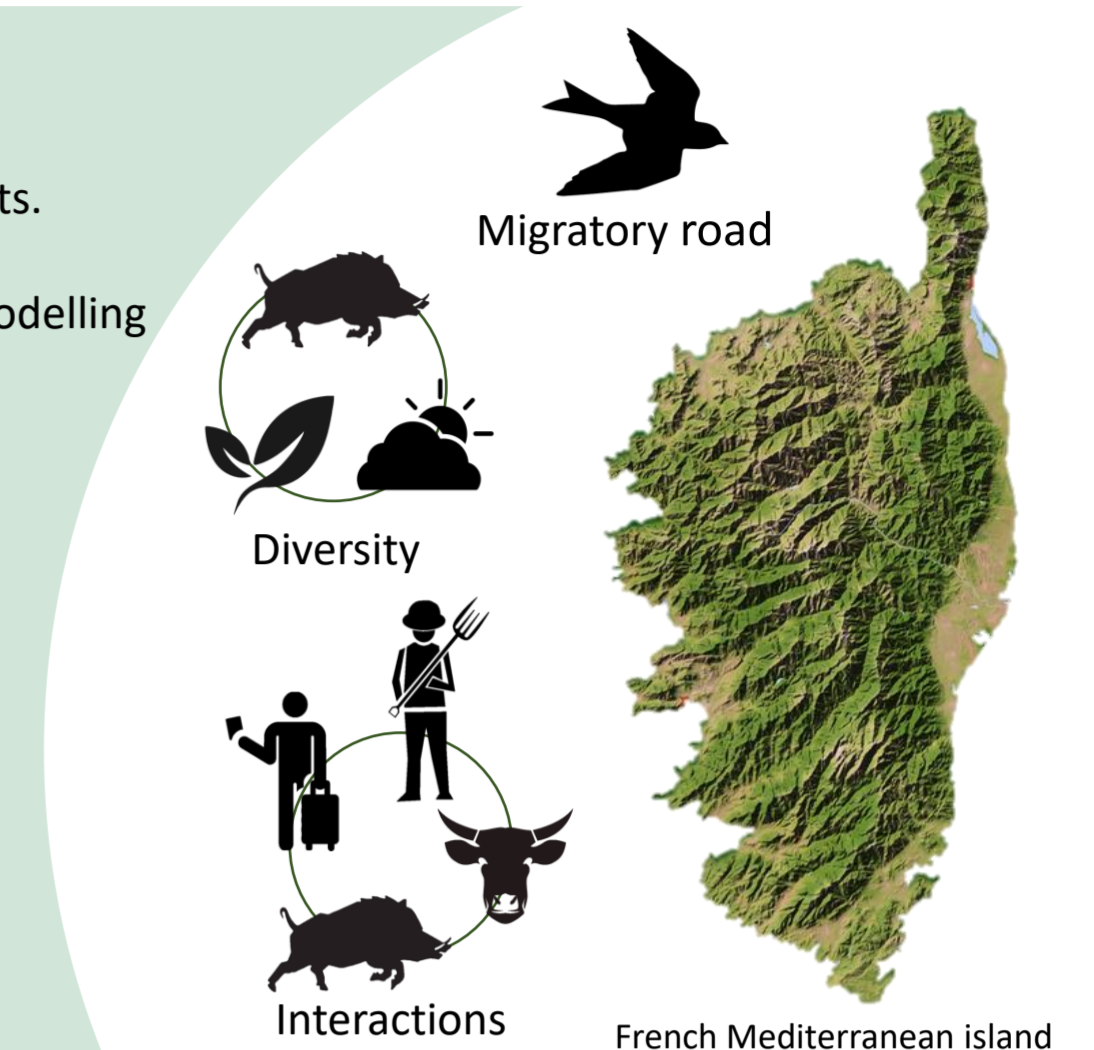 ts.
odelling
Migratory road
Diversity
Interactions
French Mediterranean island